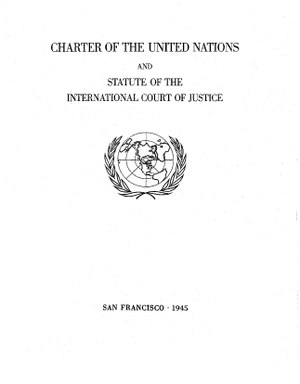 CHARTER OF THE UNITED NATIONS
AND
STATUTE OF THE
INTERNATIONAL COURT OF JUSTICE
SAN FRANCISCO · 1945